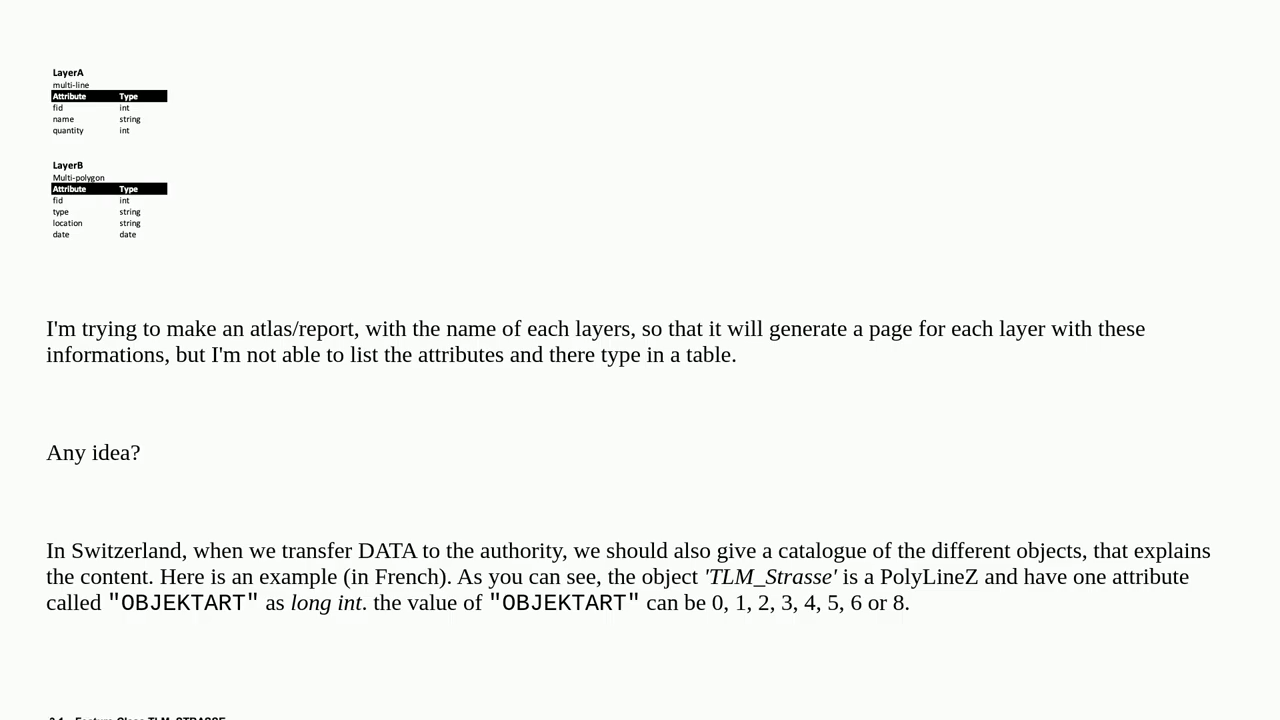 LayerA
multi-line
Attribute Type
fid int
name string
quantity int
LayerB
Multi-polygon
Attribute Type
fid int
type string
location string
date date
I'm trying to make an atlas/report, with the name of each layers, so that it will generate a page for each layer with these
informations, but I'm not able to list the attributes and there type in a table.
Any idea?
In Switzerland, when we transfer DATA to the authority, we should also give a catalogue of the different objects, that explains
the content. Here is an example (in French). As you can see, the object 'TLM_Strasse' is a PolyLineZ and have one attribute
called "OBJEKTART" as long int. the value of "OBJEKTART" can be 0, 1, 2, 3, 4, 5, 6 or 8.